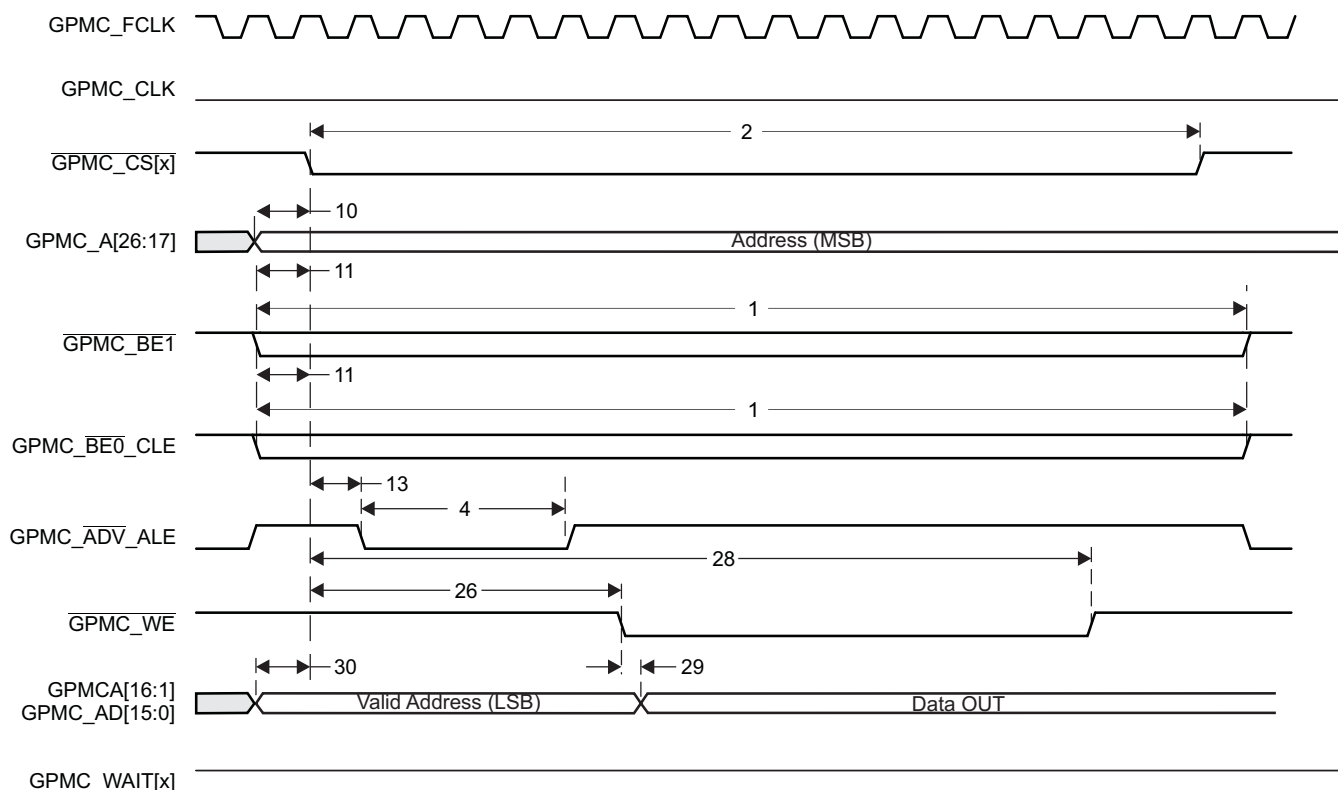 GPMC_FCLK
GPMC_CLK
2
GPMC_CS[x]
10
GPMC_A[26:17]
Address (MSB)
11
1
GPMC_BE1
11
1
GPMC_BE0_CLE
13
4
GPMC_ADV_ALE
28
26
GPMC_WE
30
29
GPMCA[16:1]
GPMC_AD[15:0]
Valid Address (LSB)
Data OUT
GPMC_WAIT[x]